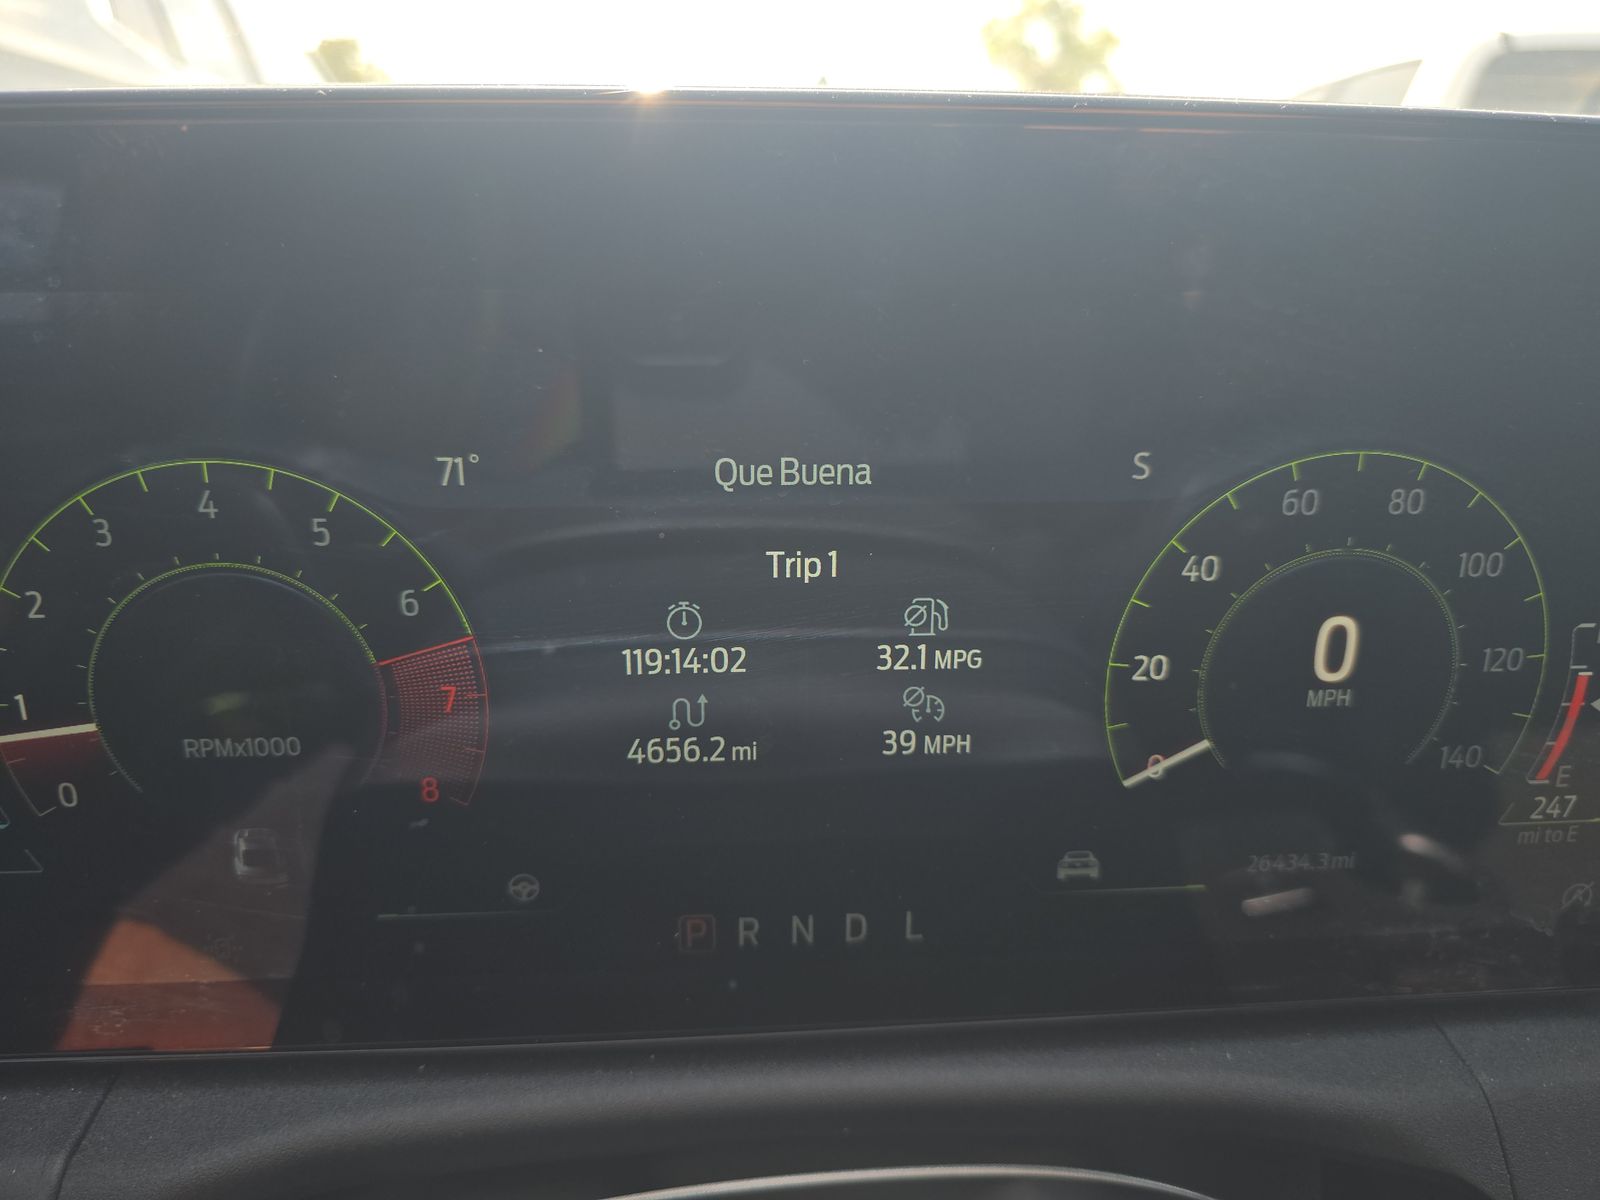 71° Que Buena S
Trip 1
119:14:02
32.1 MPG
4656.2 mi
39 MPH
0
1
2
3
4
5
6
7
8
RPMx1000
0
20
40
60
80
100
120
140
0
MPH
E
247
mi to E
26434.3 mi
P R N D L